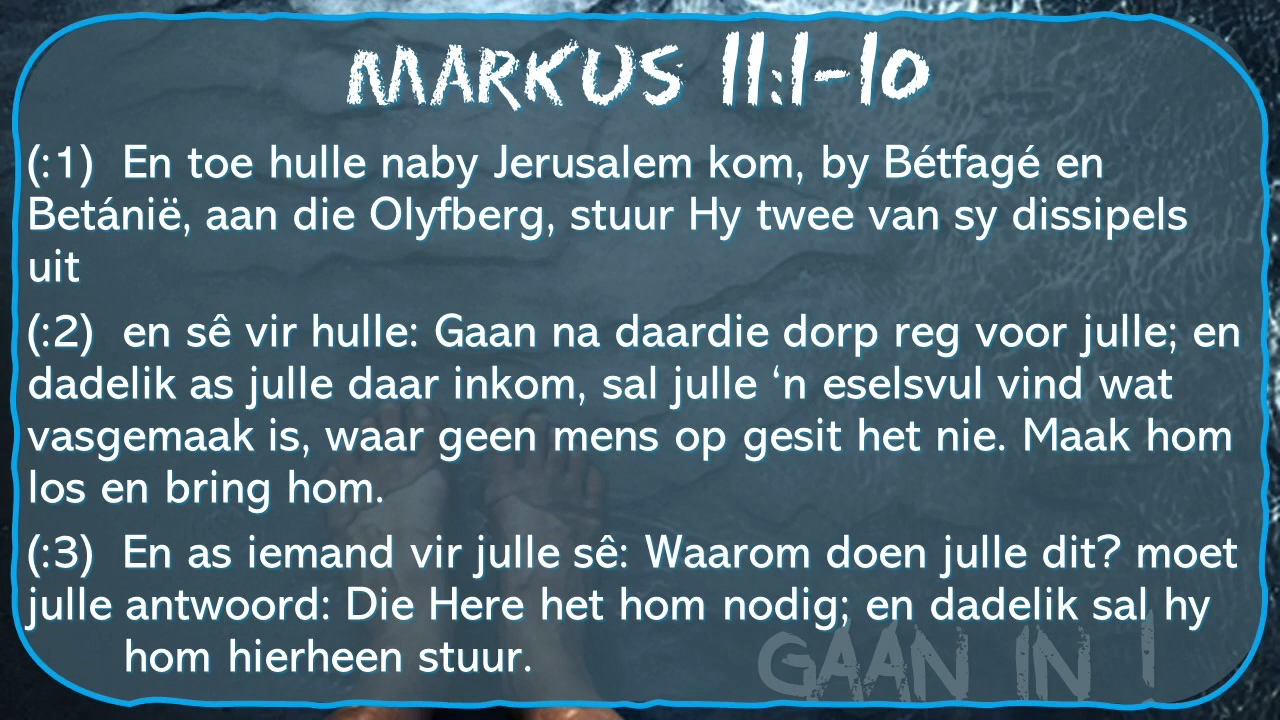 MARKUS 11:1-10
(:1) En toe hulle naby Jerusalem kom, by Bétfagé en
Betánië, aan die Olyfberg, stuur Hy twee van sy dissipels
uit
(:2) en sê vir hulle: Gaan na daardie dorp reg voor julle; en
dadelik as julle daar inkom, sal julle ‘n eselsvul vind wat
vasgemaak is, waar geen mens op gesit het nie. Maak hom
los en bring hom.
(:3) En as iemand vir julle sê: Waarom doen julle dit? moet
julle antwoord: Die Here het hom nodig; en dadelik sal hy
hom hierheen stuur.
GAAN IN !